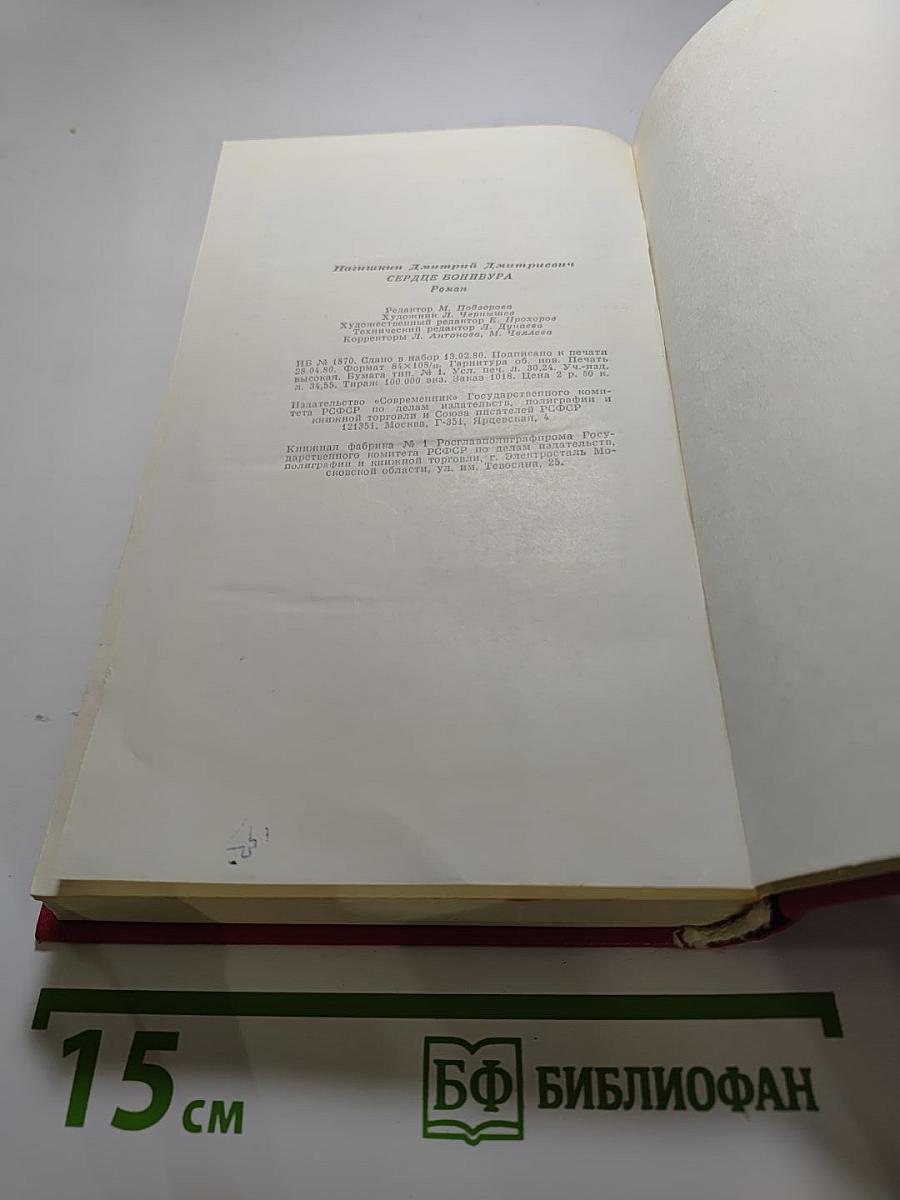 Нагишкин Дмитрий Дмитриевич
СЕРДЦЕ БОНИВУРА
Роман
Редактор М. Подзорова
Художник Л. Чернышев
Художественный редактор Е. Прохоров
Технический редактор Л. Дунаева
Корректоры Л. Антонова, М. Чевлева
ИБ № 1870. Сдано в набор 13.02.80. Подписано к печати
28.04.80. Формат 84×108/32. Гарнитура об. нов. Печать
высокая. Бумага тип. № 1. Усл. печ. л. 30,24. Уч.-изд.
л. 34,55. Тираж 100 000 экз. Заказ 1018. Цена 2 р. 80 к.
Издательство «Современник» Государственного коми-
тета РСФСР по делам издательств, полиграфии и
книжной торговли и Союза писателей РСФСР
121351, Москва, Г-351, Ярцевская, 4
Книжная фабрика № 1 Росглавполиграфпрома Госу-
дарственного комитета РСФСР по делам издательств,
полиграфии и книжной торговли, г. Электросталь Мо-
сковской области, ул. им. Тевосяна, 25.
15 см
БФ БИБЛИОФАН